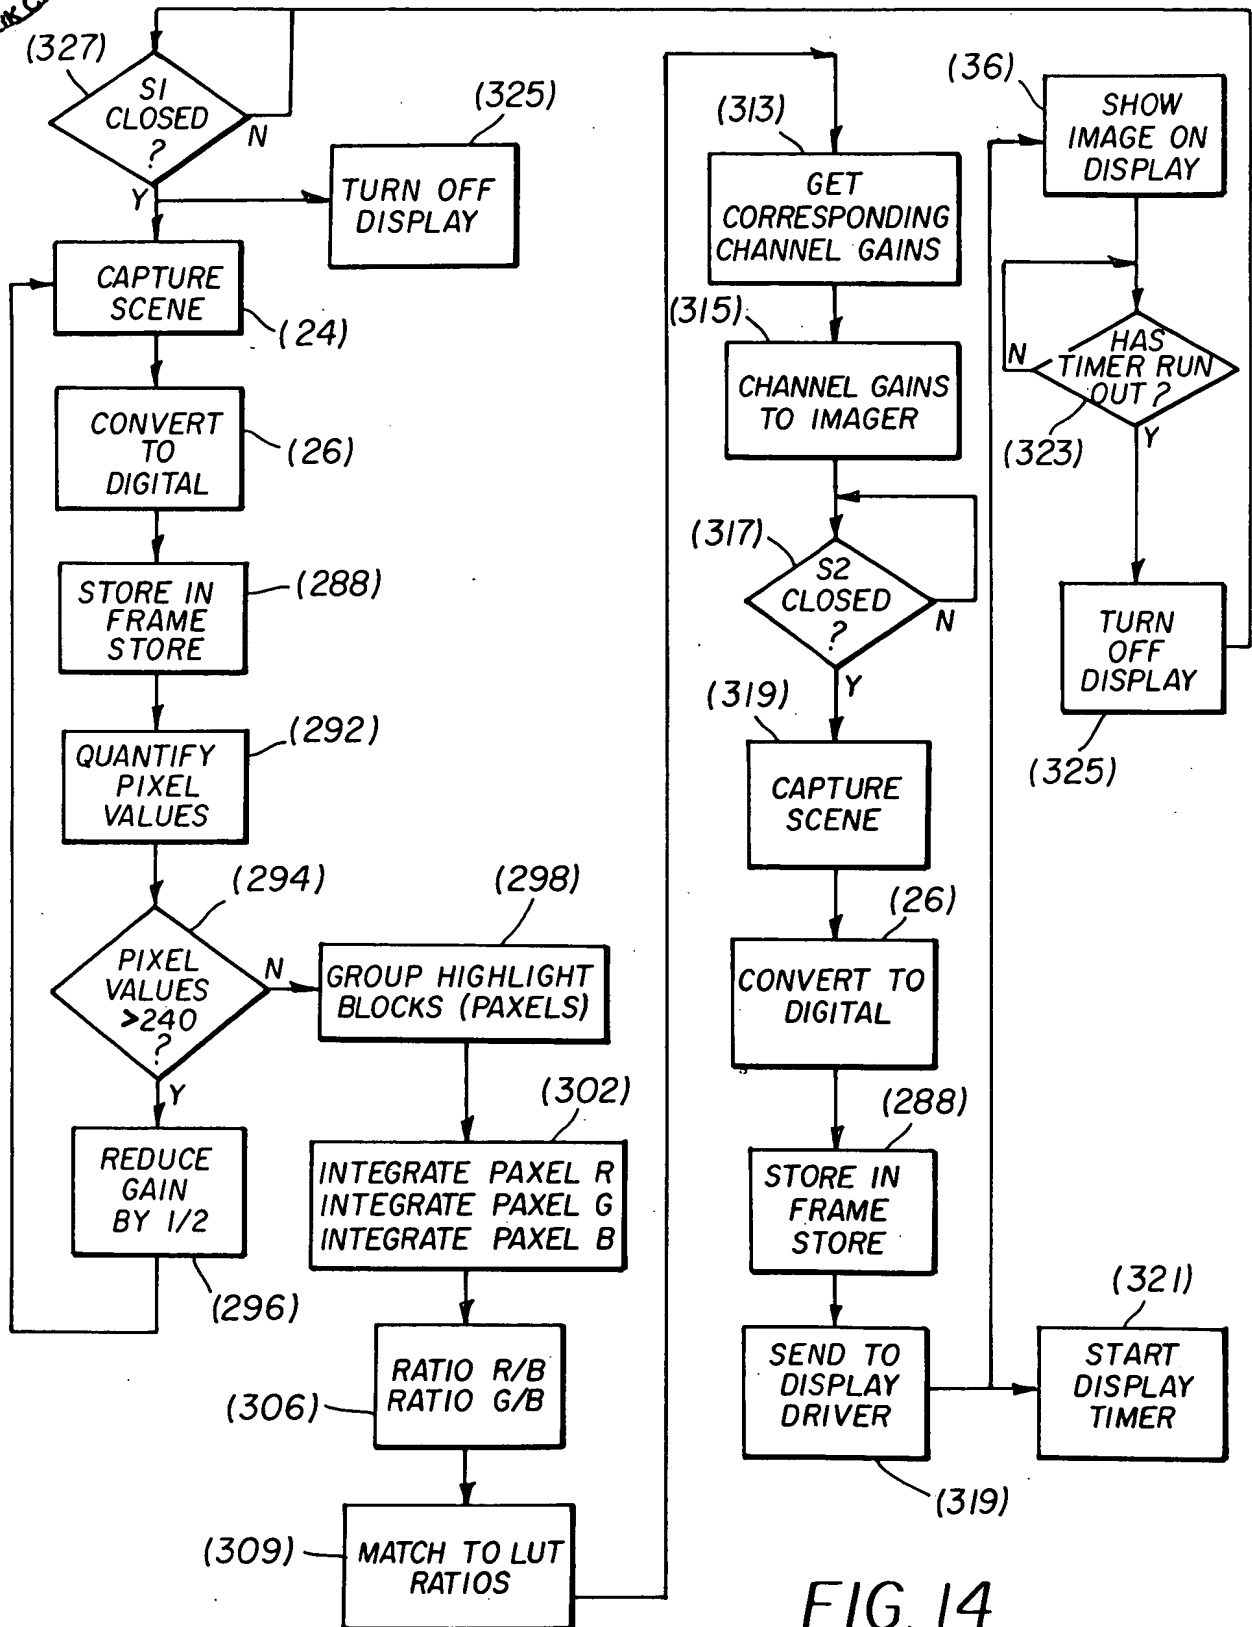 (327)
S1
CLOSED
?
N
Y
(325)
TURN OFF
DISPLAY
CAPTURE
SCENE
(24)
CONVERT
TO
DIGITAL
(26)
STORE IN
FRAME
STORE
(288)
QUANTIFY
PIXEL
VALUES
(292)
(294)
PIXEL
VALUES
>240
?
N
Y
REDUCE
GAIN
BY 1/2
(296)
(298)
GROUP HIGHLIGHT
BLOCKS (PAXELS)
(302)
INTEGRATE PAXEL R
INTEGRATE PAXEL G
INTEGRATE PAXEL B
RATIO R/B
RATIO G/B
(306)
(309)
MATCH TO LUT
RATIOS
(313)
GET
CORRESPONDING
CHANNEL GAINS
(315)
CHANNEL GAINS
TO IMAGER
(317)
S2
CLOSED
?
N
Y
(319)
CAPTURE
SCENE
(26)
CONVERT TO
DIGITAL
(288)
STORE IN
FRAME
STORE
SEND TO
DISPLAY
DRIVER
(319)
(321)
START
DISPLAY
TIMER
(36)
SHOW
IMAGE ON
DISPLAY
HAS
TIMER RUN
OUT?
N
Y
(323)
TURN
OFF
DISPLAY
(325)
FIG. 14